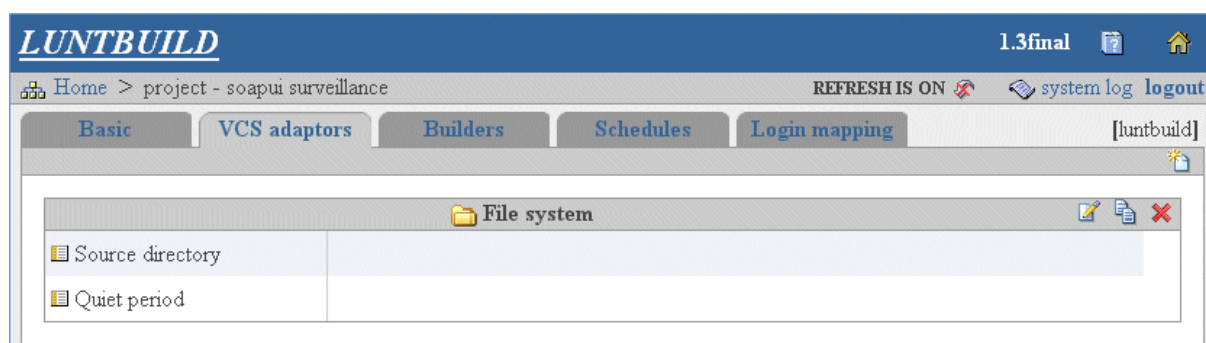 LUNTBUILD 1.3final
Home > project - soapui surveillance REFRESH IS ON system log logout
Basic VCS adaptors Builders Schedules Login mapping [luntbuild]
File system
Source directory
Quiet period